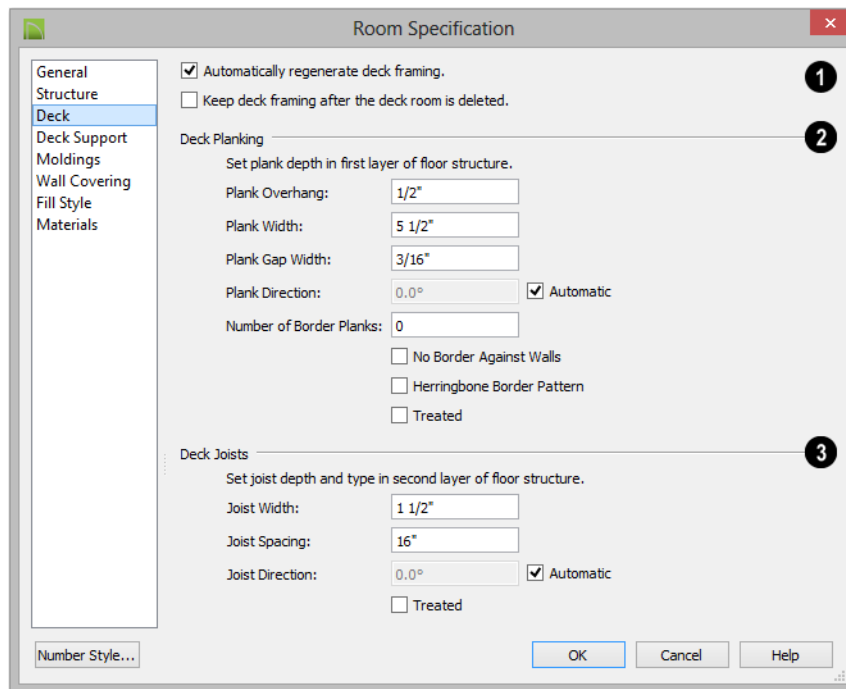 Room Specification
General
Structure
Deck
Deck Support
Moldings
Wall Covering
Fill Style
Materials
Automatically regenerate deck framing.
1
Keep deck framing after the deck room is deleted.
Deck Planking
2
Set plank depth in first layer of floor structure.
Plank Overhang: 1/2"
Plank Width: 5 1/2"
Plank Gap Width: 3/16"
Plank Direction: 0.0° Automatic
Number of Border Planks: 0
No Border Against Walls
Herringbone Border Pattern
Treated
Deck Joists
3
Set joist depth and type in second layer of floor structure.
Joist Width: 1 1/2"
Joist Spacing: 16"
Joist Direction: 0.0° Automatic
Treated
Number Style... OK Cancel Help